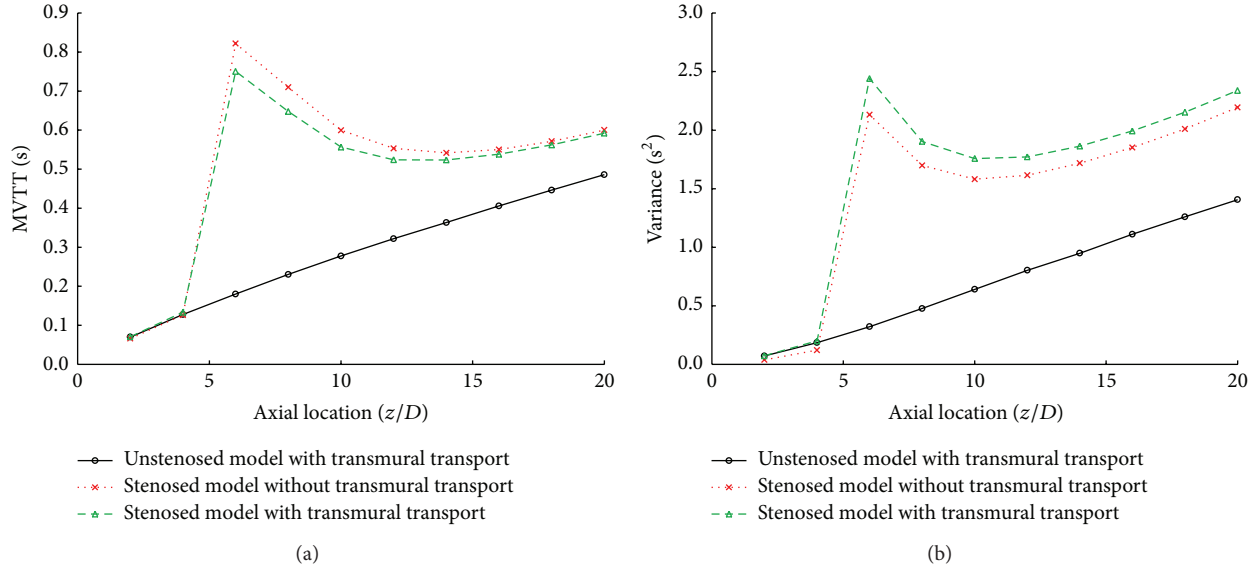 0.9
0.8
0.7
0.6
0.5
0.4
0.3
0.2
0.1
0.0
MVTT (s)
0 5 10 15 20
Axial location (z/D)
Unstenosed model with transmural transport
Stenosed model without transmural transport
Stenosed model with transmural transport
(a)
3.0
2.5
2.0
1.5
1.0
0.5
0.0
Variance (s²)
0 5 10 15 20
Axial location (z/D)
Unstenosed model with transmural transport
Stenosed model without transmural transport
Stenosed model with transmural transport
(b)